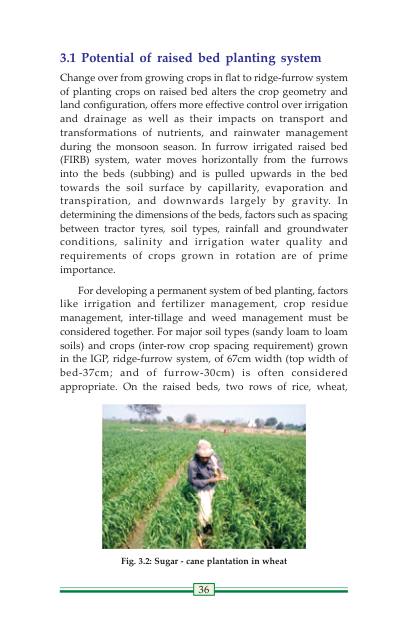 3.1 Potential of raised bed planting system
Change over from growing crops in flat to ridge-furrow system
of planting crops on raised bed alters the crop geometry and
land configuration, offers more effective control over irrigation
and drainage as well as their impacts on transport and
transformations of nutrients, and rainwater management
during the monsoon season. In furrow irrigated raised bed
(FIRB) system, water moves horizontally from the furrows
into the beds (subbing) and is pulled upwards in the bed
towards the soil surface by capillarity, evaporation and
transpiration, and downwards largely by gravity. In
determining the dimensions of the beds, factors such as spacing
between tractor tyres, soil types, rainfall and groundwater
conditions, salinity and irrigation water quality and
requirements of crops grown in rotation are of prime
importance.
For developing a permanent system of bed planting, factors
like irrigation and fertilizer management, crop residue
management, inter-tillage and weed management must be
considered together. For major soil types (sandy loam to loam
soils) and crops (inter-row crop spacing requirement) grown
in the IGP, ridge-furrow system, of 67cm width (top width of
bed-37cm; and of furrow-30cm) is often considered
appropriate. On the raised beds, two rows of rice, wheat,
Fig. 3.2: Sugar - cane plantation in wheat
36